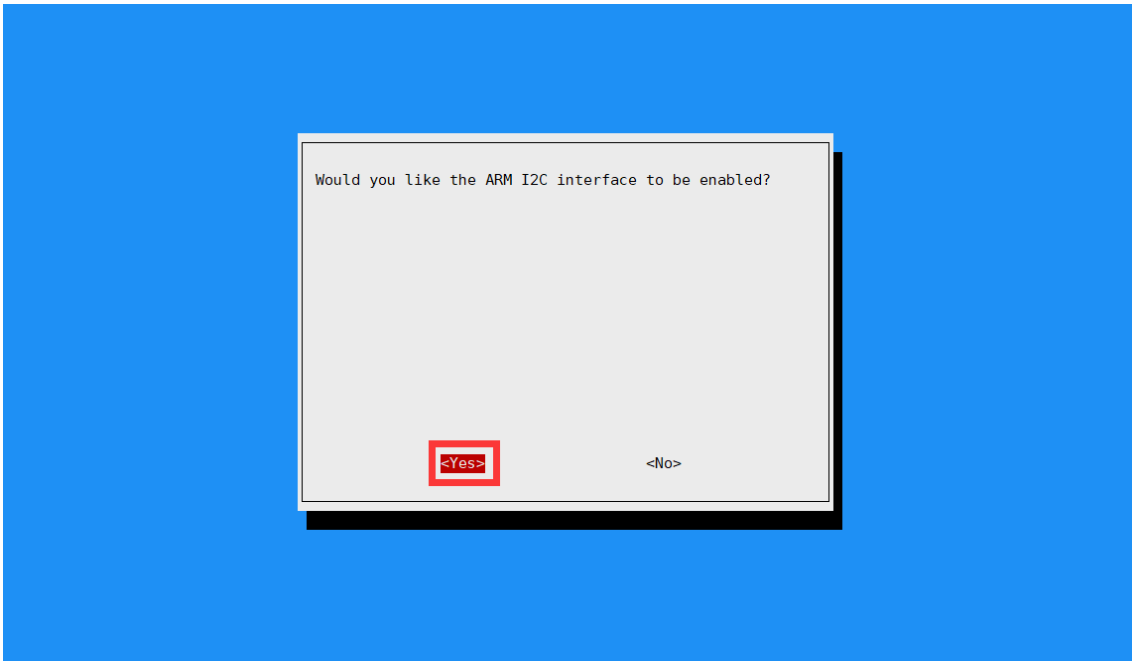 Would you like the ARM I2C interface to be enabled?
<Yes> <No>